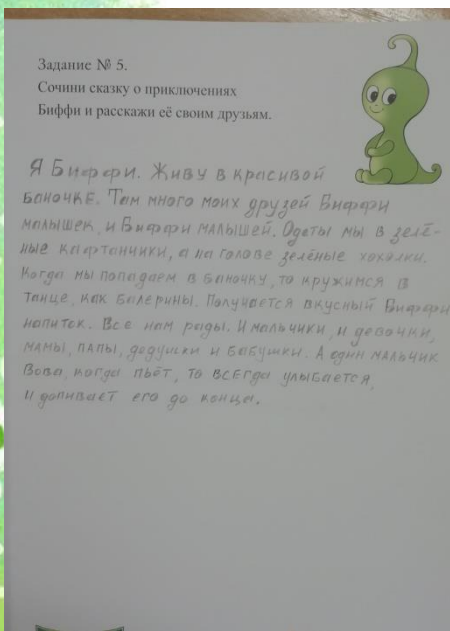 Задание № 5.
Сочини сказку о приключениях
Биффи и расскажи её своим друзьям.
Я Биффи. Живу в красивой
баночке. Там много моих друзей Биффи
малышек, и Биффи малышей. Одеты мы в зелё-
ные кафтанчики, а на голове зелёные хохолки.
Когда мы попадаем в баночку, то кружимся в
танце, как балерины. Получается вкусный Биффи
напиток. Все нам рады. И мальчики, и девочки,
мамы, папы, дедушки и бабушки. А один мальчик
Вова, когда пьёт, то всегда улыбается,
и допивает его до конца.